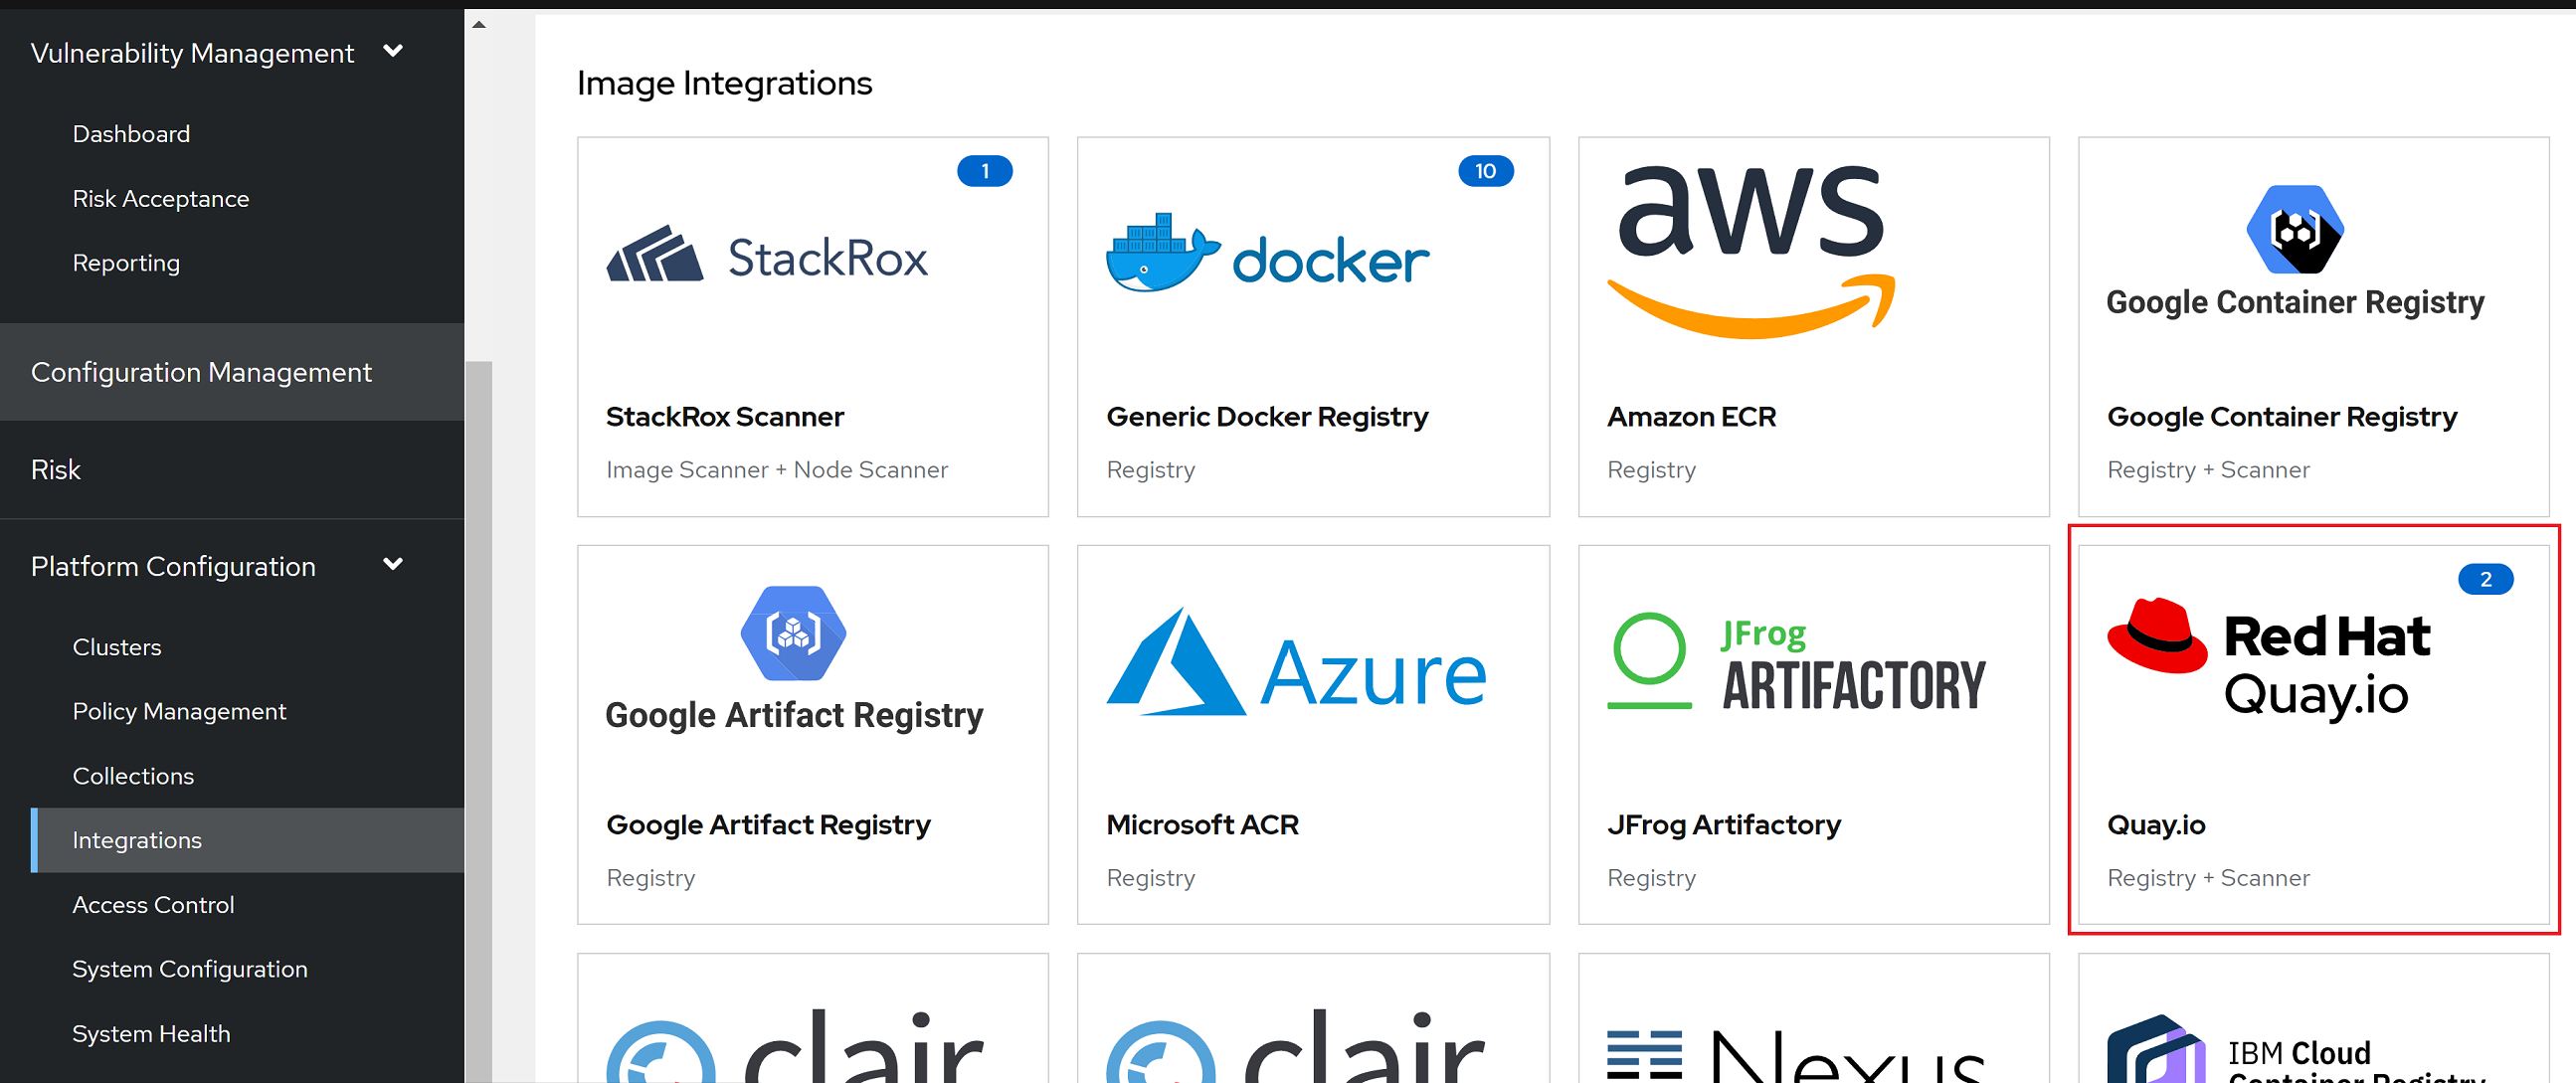 Vulnerability Management
Dashboard
Risk Acceptance
Reporting
Configuration Management
Risk
Platform Configuration
Clusters
Policy Management
Collections
Integrations
Access Control
System Configuration
System Health
Image Integrations
1
StackRox
StackRox Scanner
Image Scanner + Node Scanner
10
docker
Generic Docker Registry
Registry
aws
Amazon ECR
Registry
Google Container Registry
Google Container Registry
Registry + Scanner
Google Artifact Registry
Google Artifact Registry
Registry
Azure
Microsoft ACR
Registry
JFrog
ARTIFACTORY
JFrog Artifactory
Registry
2
Red Hat
Quay.io
Quay.io
Registry + Scanner
clair
clair
Nexus
IBM Cloud
Container Registry